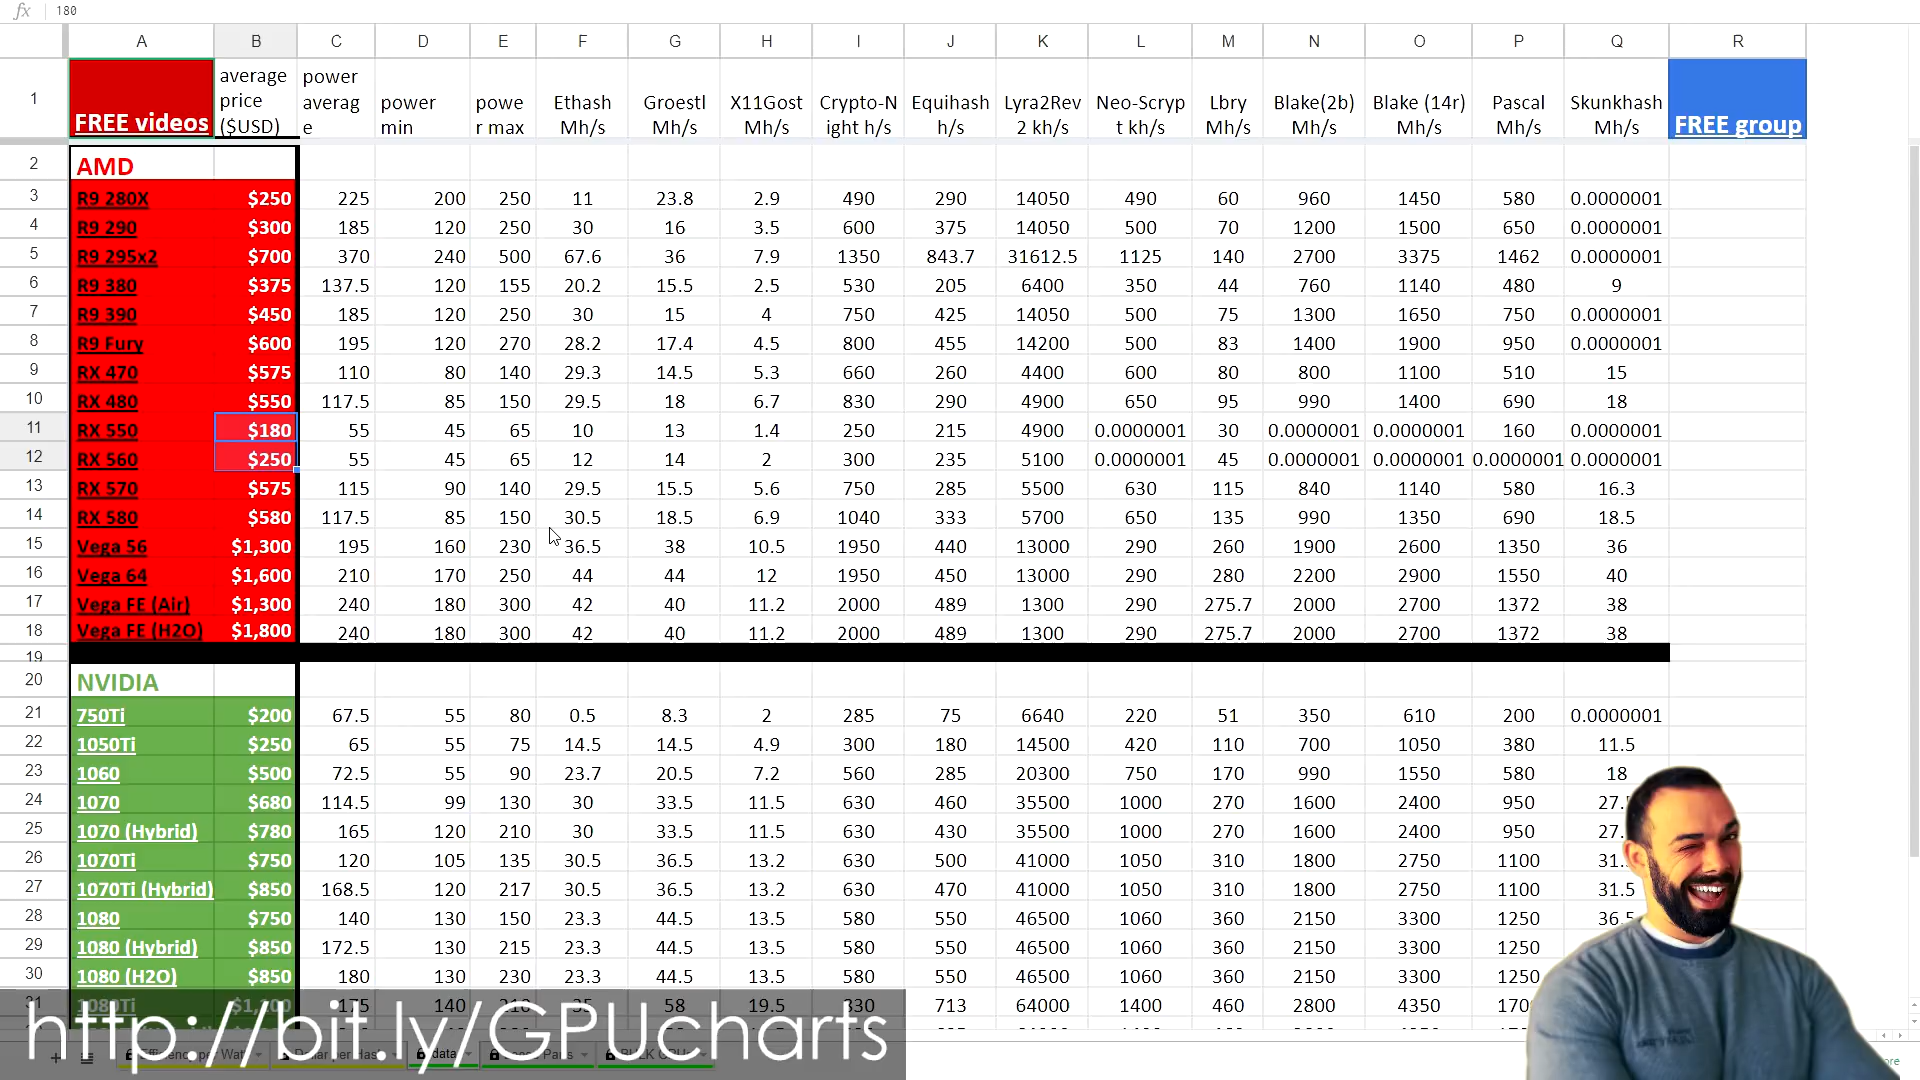 fx 180
A B C D E F G H I J K L M N O P Q R
1 FREE videos average price ($USD) power averag e power min powe r max Ethash Mh/s Groestl Mh/s X11Gost Mh/s Crypto-N ight h/s Equihash h/s Lyra2Rev 2 kh/s Neo-Scryp t kh/s Lbry Mh/s Blake(2b) Mh/s Blake (14r) Mh/s Pascal Mh/s Skunkhash Mh/s FREE group
2 AMD
3 R9 280X $250 225 200 250 11 23.8 2.9 490 290 14050 490 60 960 1450 580 0.0000001
4 R9 290 $300 185 120 250 30 16 3.5 600 375 14050 500 70 1200 1500 650 0.0000001
5 R9 295x2 $700 370 240 500 67.6 36 7.9 1350 843.7 31612.5 1125 140 2700 3375 1462 0.0000001
6 R9 380 $375 137.5 120 155 20.2 15.5 2.5 530 205 6400 350 44 760 1140 480 9
7 R9 390 $450 185 120 250 30 15 4 750 425 14050 500 75 1300 1650 750 0.0000001
8 R9 Fury $600 195 120 270 28.2 17.4 4.5 800 455 14200 500 83 1400 1900 950 0.0000001
9 RX 470 $575 110 80 140 29.3 14.5 5.3 660 260 4400 600 80 800 1100 510 15
10 RX 480 $550 117.5 85 150 29.5 18 6.7 830 290 4900 650 95 990 1400 690 18
11 RX 550 $180 55 45 65 10 13 1.4 250 215 4900 0.0000001 30 0.0000001 0.0000001 160 0.0000001
12 RX 560 $250 55 45 65 12 14 2 300 235 5100 0.0000001 45 0.0000001 0.0000001 0.0000001 0.0000001
13 RX 570 $575 115 90 140 29.5 15.5 5.6 750 285 5500 630 115 840 1140 580 16.3
14 RX 580 $580 117.5 85 150 30.5 18.5 6.9 1040 333 5700 650 135 990 1350 690 18.5
15 Vega 56 $1,300 195 160 230 36.5 38 10.5 1950 440 13000 290 260 1900 2600 1350 36
16 Vega 64 $1,600 210 170 250 44 44 12 1950 450 13000 290 280 2200 2900 1550 40
17 Vega FE (Air) $1,300 240 180 300 42 40 11.2 2000 489 1300 290 275.7 2000 2700 1372 38
18 Vega FE (H2O) $1,800 240 180 300 42 40 11.2 2000 489 1300 290 275.7 2000 2700 1372 38
19
20 NVIDIA
21 750Ti $200 67.5 55 80 0.5 8.3 2 285 75 6640 220 51 350 610 200 0.0000001
22 1050Ti $250 65 55 75 14.5 14.5 4.9 300 180 14500 420 110 700 1050 380 11.5
23 1060 $500 72.5 55 90 23.7 20.5 7.2 560 285 20300 750 170 990 1550 580 18
24 1070 $680 114.5 99 130 30 33.5 11.5 630 460 35500 1000 270 1600 2400 950 27.
25 1070 (Hybrid) $780 165 120 210 30 33.5 11.5 630 430 35500 1000 270 1600 2400 950 27.
26 1070Ti $750 120 105 135 30.5 36.5 13.2 630 500 41000 1050 310 1800 2750 1100 31.
27 1070Ti (Hybrid) $850 168.5 120 217 30.5 36.5 13.2 630 470 41000 1050 310 1800 2750 1100 31.5
28 1080 $750 140 130 150 23.3 44.5 13.5 580 550 46500 1060 360 2150 3300 1250 36.5
29 1080 (Hybrid) $850 172.5 130 215 23.3 44.5 13.5 580 550 46500 1060 360 2150 3300 1250
30 1080 (H2O) $850 180 130 230 23.3 44.5 13.5 580 550 46500 1060 360 2150 3300 1250
31 1080Ti 175 140 210 35 58 19.5 830 713 64000 1400 460 2800 4350 170
http://bit.ly/GPUcharts
data